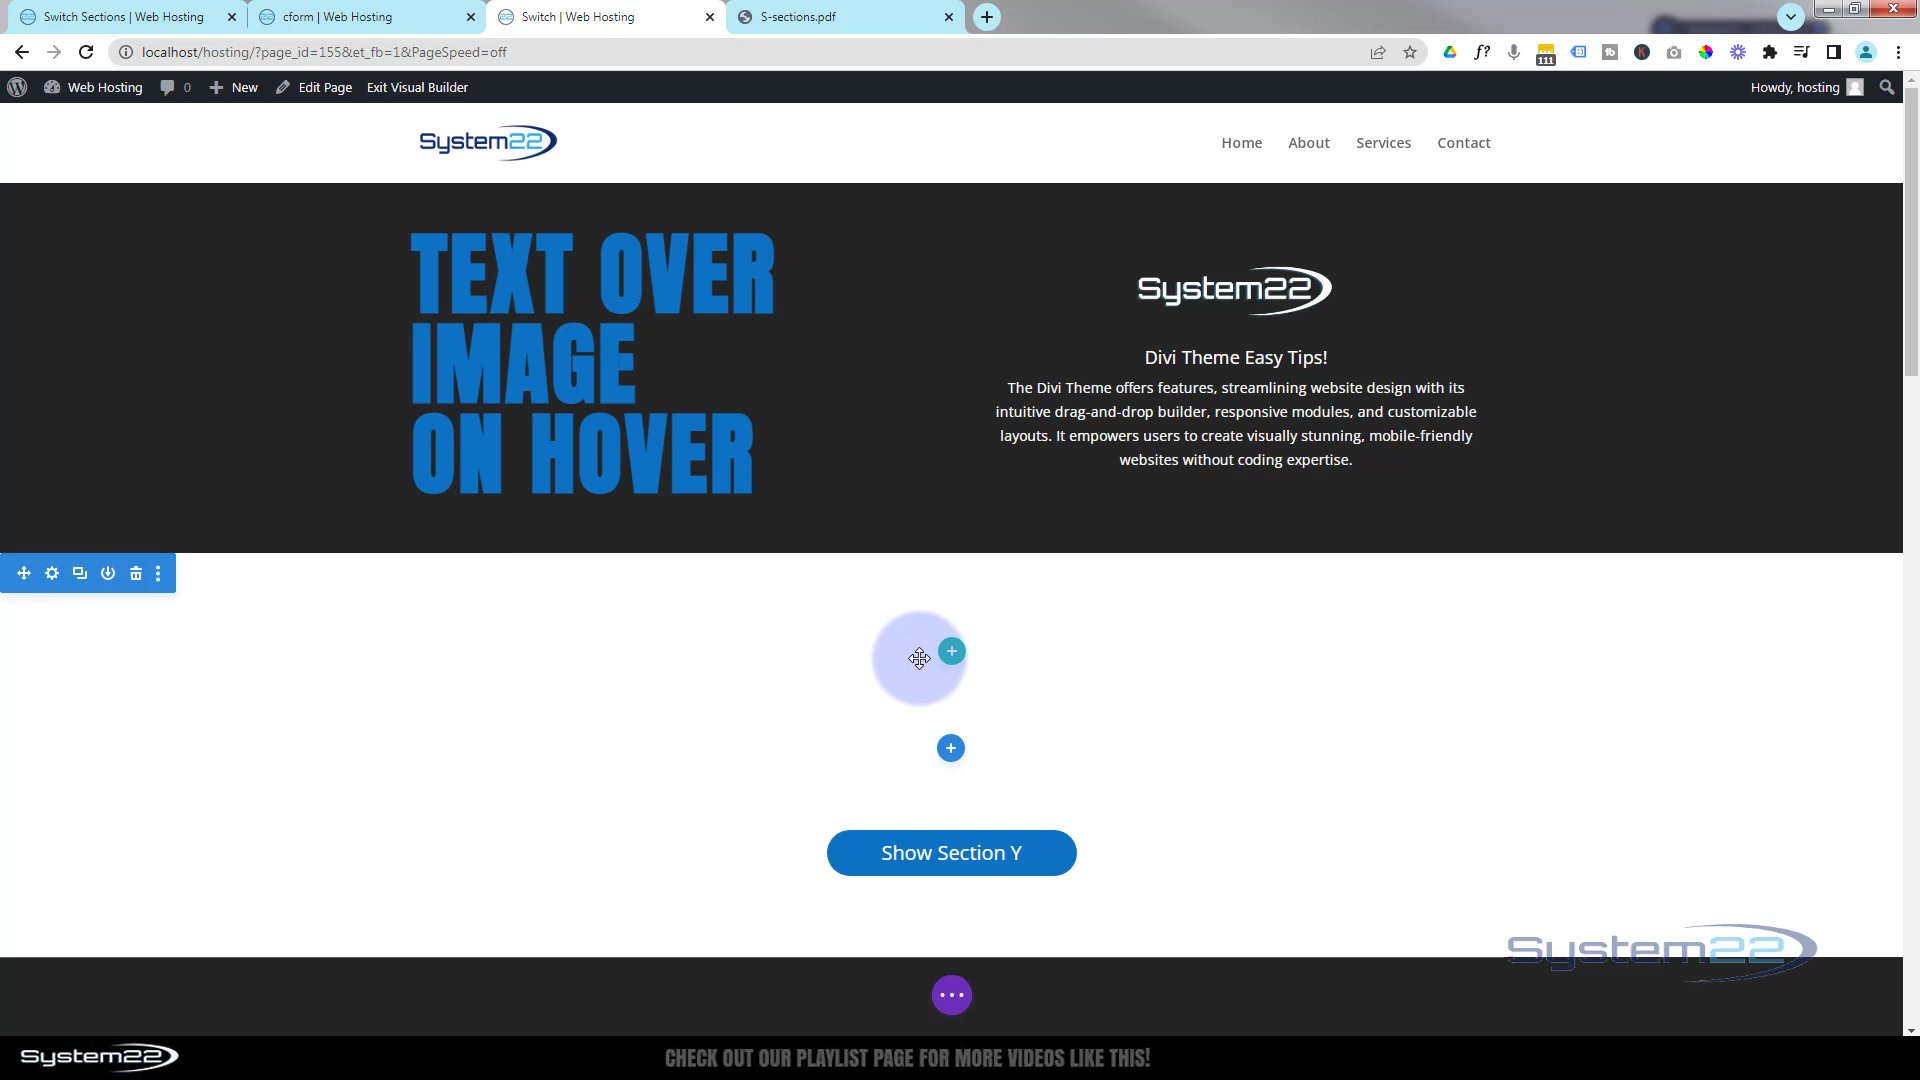 Switch Sections | Web Hosting
cform | Web Hosting
Switch | Web Hosting
S-sections.pdf
localhost/hosting/?page_id=155&et_fb=1&PageSpeed=off
f?
111
Web Hosting
0
New
Edit Page
Exit Visual Builder
Howdy, hosting
System22
Home
About
Services
Contact
TEXT OVER
IMAGE
ON HOVER
System22
Divi Theme Easy Tips!
The Divi Theme offers features, streamlining website design with its
intuitive drag-and-drop builder, responsive modules, and customizable
layouts. It empowers users to create visually stunning, mobile-friendly
websites without coding expertise.
Show Section Y
System22
System22
CHECK OUT OUR PLAYLIST PAGE FOR MORE VIDEOS LIKE THIS!